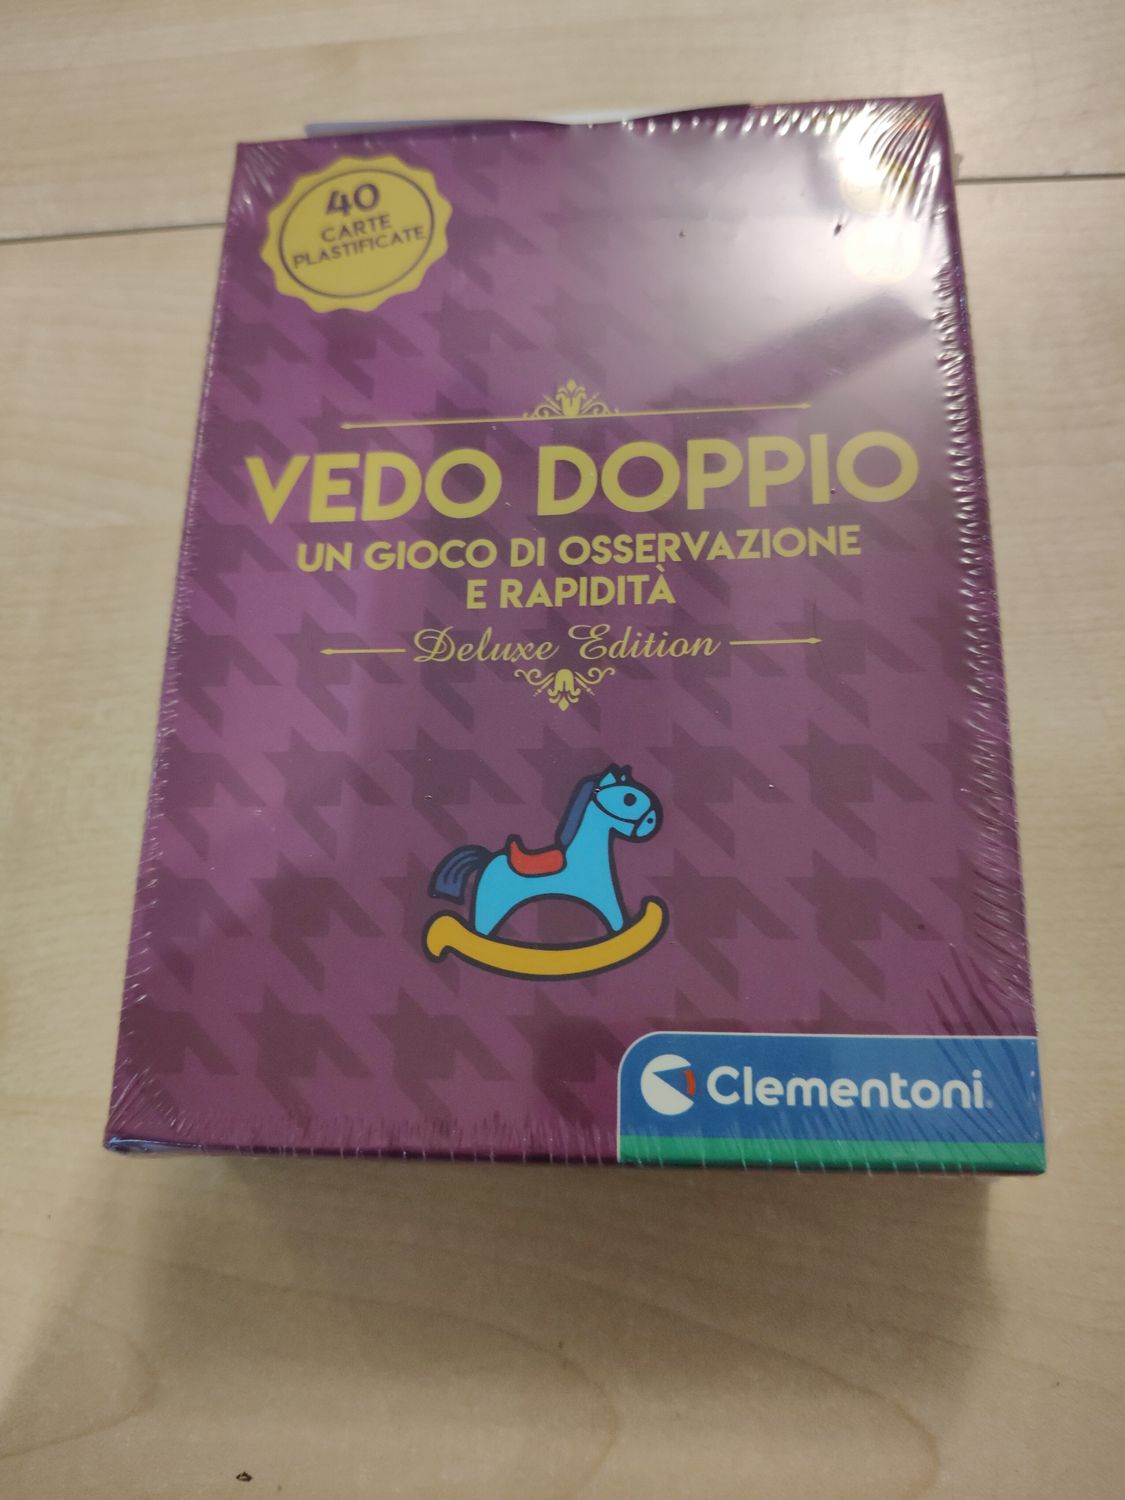 40
CARTE
PLASTIFICATE
VEDO DOPPIO
UN GIOCO DI OSSERVAZIONE
E RAPIDITÀ
Deluxe Edition
Clementoni